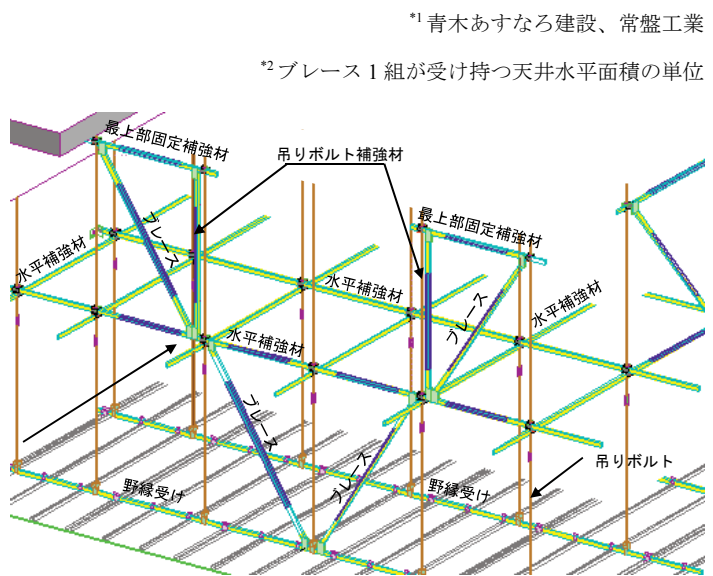 *1 青木あすなろ建設、常盤工業
*2 ブレース 1 組が受け持つ天井水平面積の単位
最上部固定補強材
吊りボルト補強材
最上部固定補強材
ブレース
水平補強材
水平補強材
ブレース
水平補強材
水平補強材
ブレース
ブレース
吊りボルト
野縁受け
野縁受け